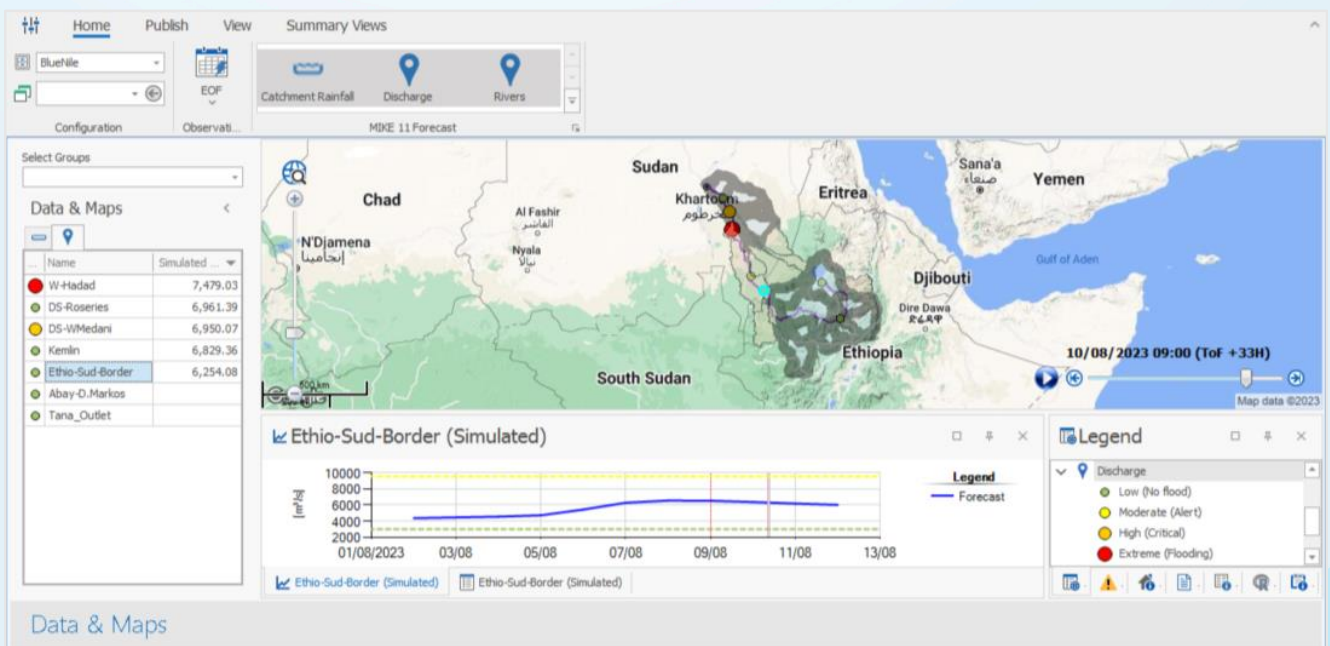 Home Publish View Summary Views
BlueNile
EOF
Catchment Rainfall Discharge Rivers
Configuration Observati... MIKE 11 Forecast
Select Groups
Data & Maps
... Name Simulated ...
W-Hadad 7,479.03
DS-Roseries 6,961.39
DS-WMedani 6,950.07
Kemlin 6,829.36
Ethio-Sud-Border 6,254.08
Abay-D.Markos
Tana_Outlet
Sudan
Sana'a
صنعاء
Yemen
Chad
Eritrea
Al Fashir
الفاشر
N'Djamena
إنجامينا
Nyala
نيالا
Gulf of Aden
Djibouti
Dire Dawa
ድሬዳዋ
Ethiopia
South Sudan
500 km
10/08/2023 09:00 (ToF +33H)
Map data ©2023
Ethio-Sud-Border (Simulated)
[m³/s]
10000
8000
6000
4000
2000
01/08/2023 03/08 05/08 07/08 09/08 11/08 13/08
Legend
Forecast
Ethio-Sud-Border (Simulated) Ethio-Sud-Border (Simulated)
Legend
Discharge
Low (No flood)
Moderate (Alert)
High (Critical)
Extreme (Flooding)
Data & Maps